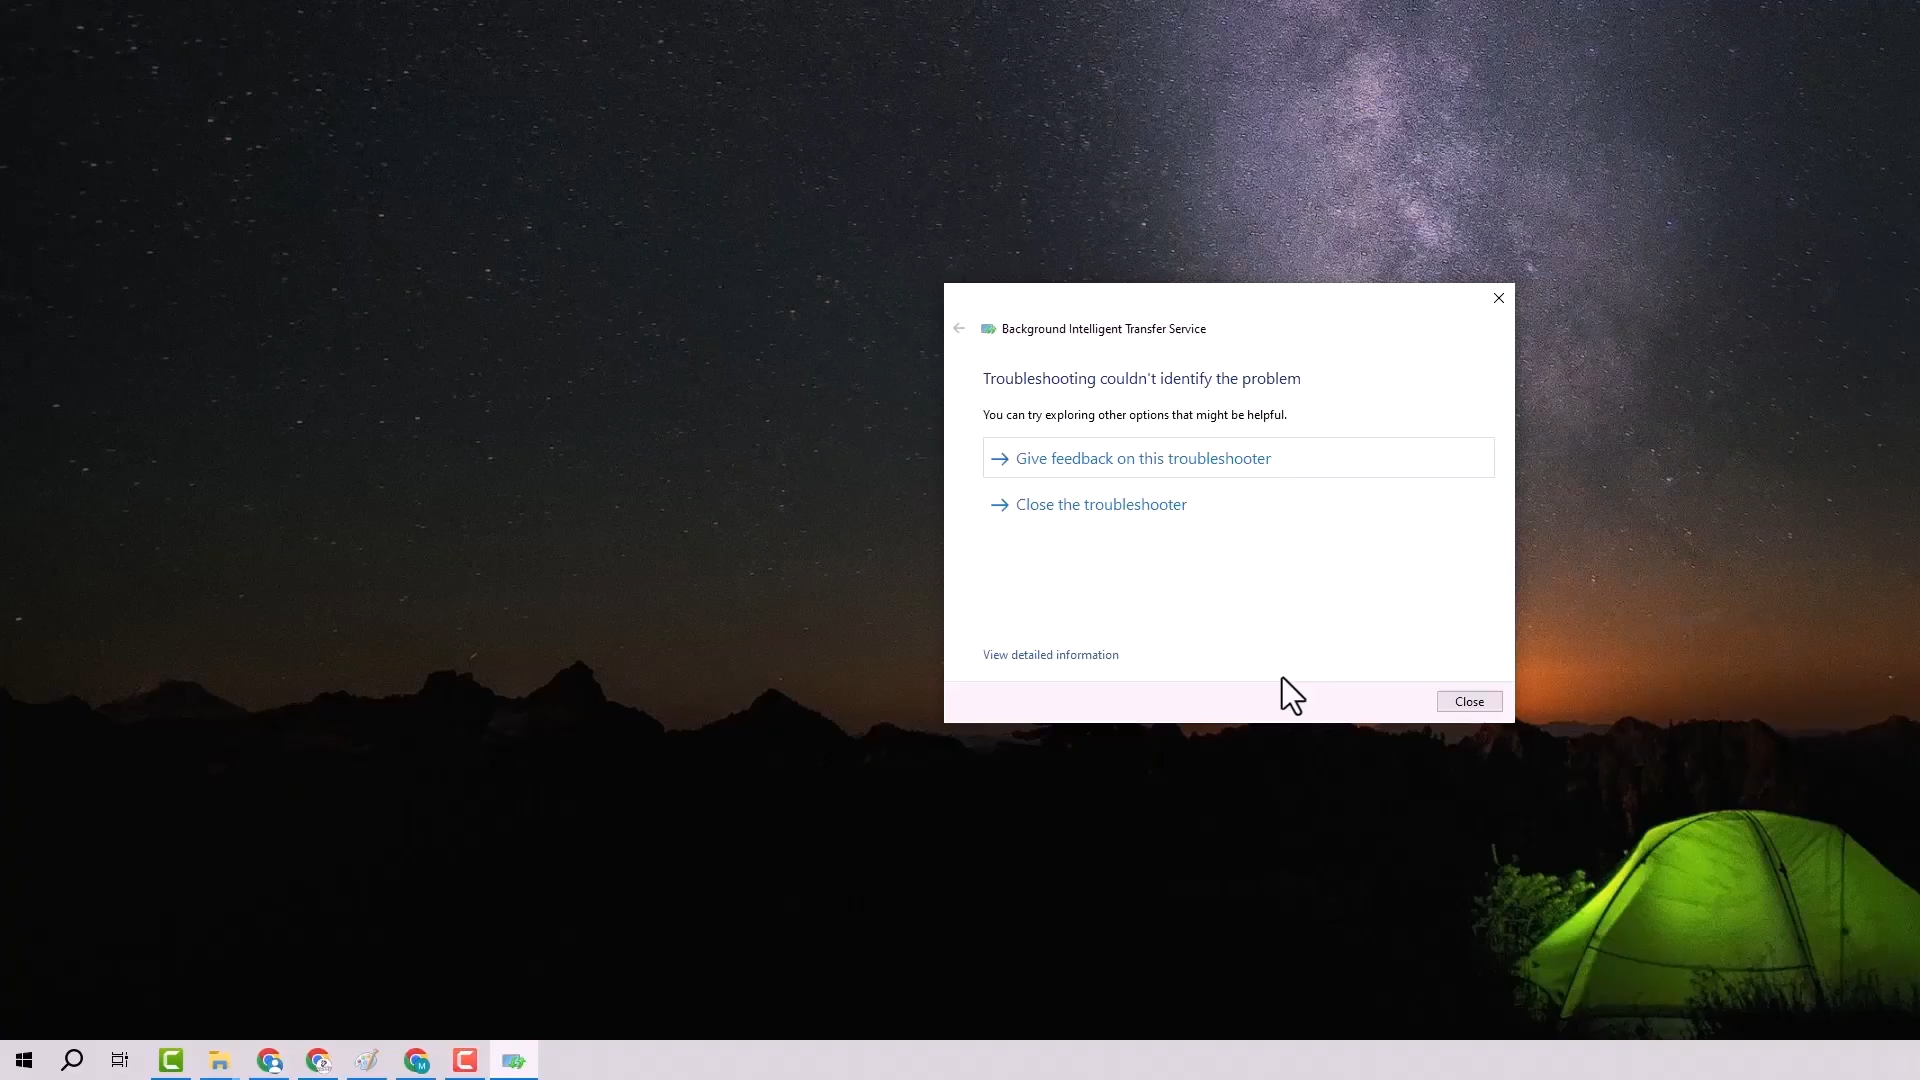 Background Intelligent Transfer Service
Troubleshooting couldn't identify the problem
You can try exploring other options that might be helpful.
Give feedback on this troubleshooter
Close the troubleshooter
View detailed information
Close
M